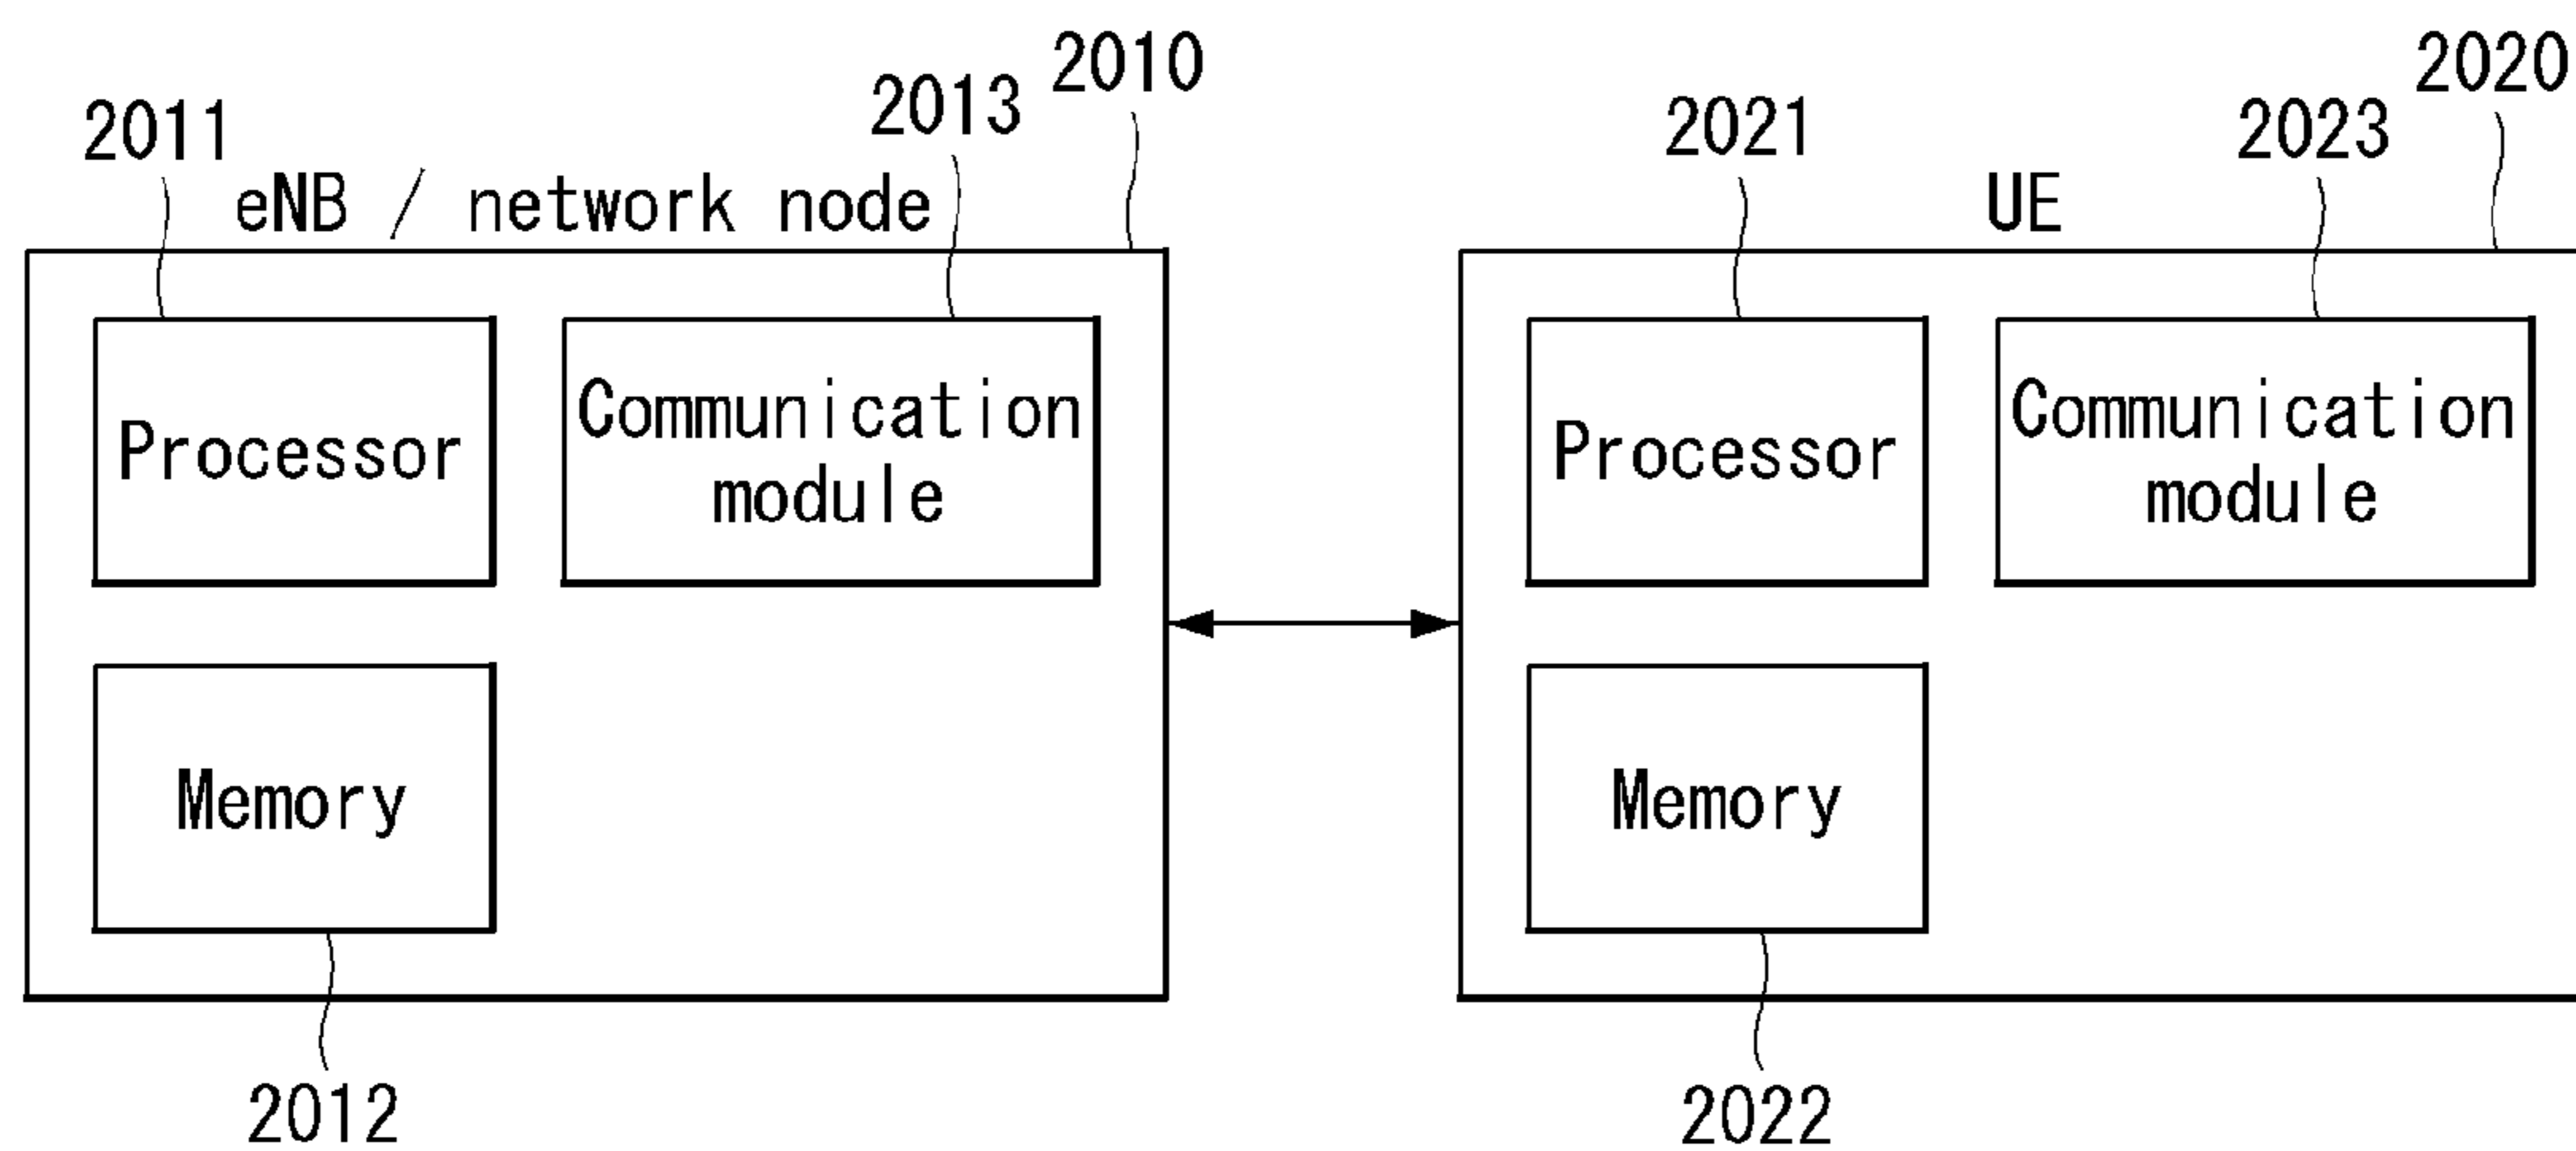 2010
2020
2011
2013
2021
2023
eNB / network node
UE
Processor
Communication
module
Processor
Communication
module
Memory
Memory
2012
2022